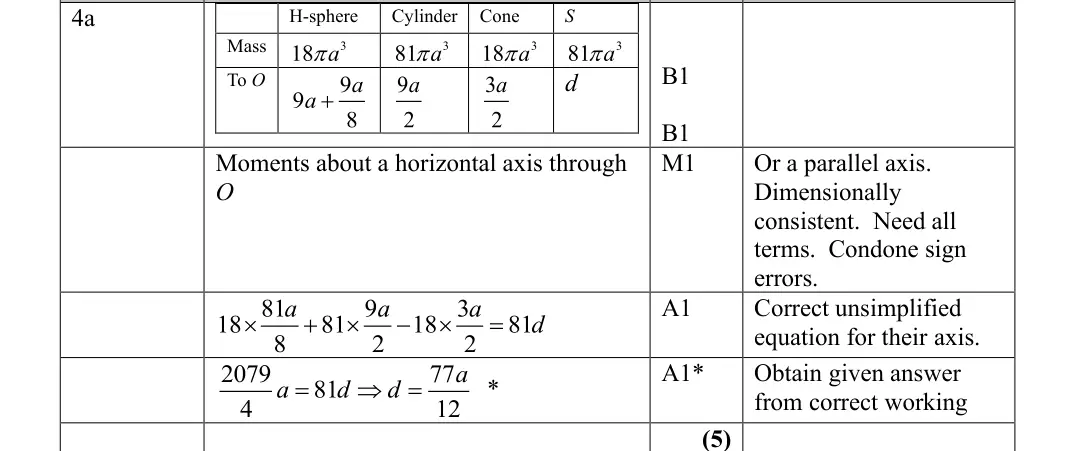 4a
H-sphere Cylinder Cone S
Mass 18πa³ 81πa³ 18πa³ 81πa³
To O 9a + 9a/8 9a/2 3a/2 d
B1
B1
Moments about a horizontal axis through
O
M1
Or a parallel axis.
Dimensionally
consistent. Need all
terms. Condone sign
errors.
18 × 81a/8 + 81 × 9a/2 − 18 × 3a/2 = 81d
A1
Correct unsimplified
equation for their axis.
2079/4 a = 81d ⇒ d = 77a/12 *
A1*
Obtain given answer
from correct working
(5)